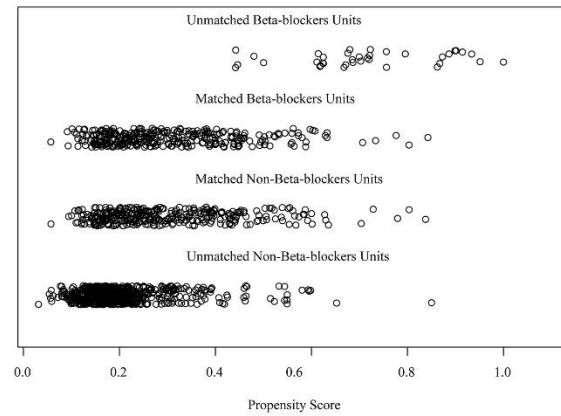 Unmatched Beta-blockers Units
Matched Beta-blockers Units
Matched Non-Beta-blockers Units
Unmatched Non-Beta-blockers Units
0.0 0.2 0.4 0.6 0.8 1.0
Propensity Score